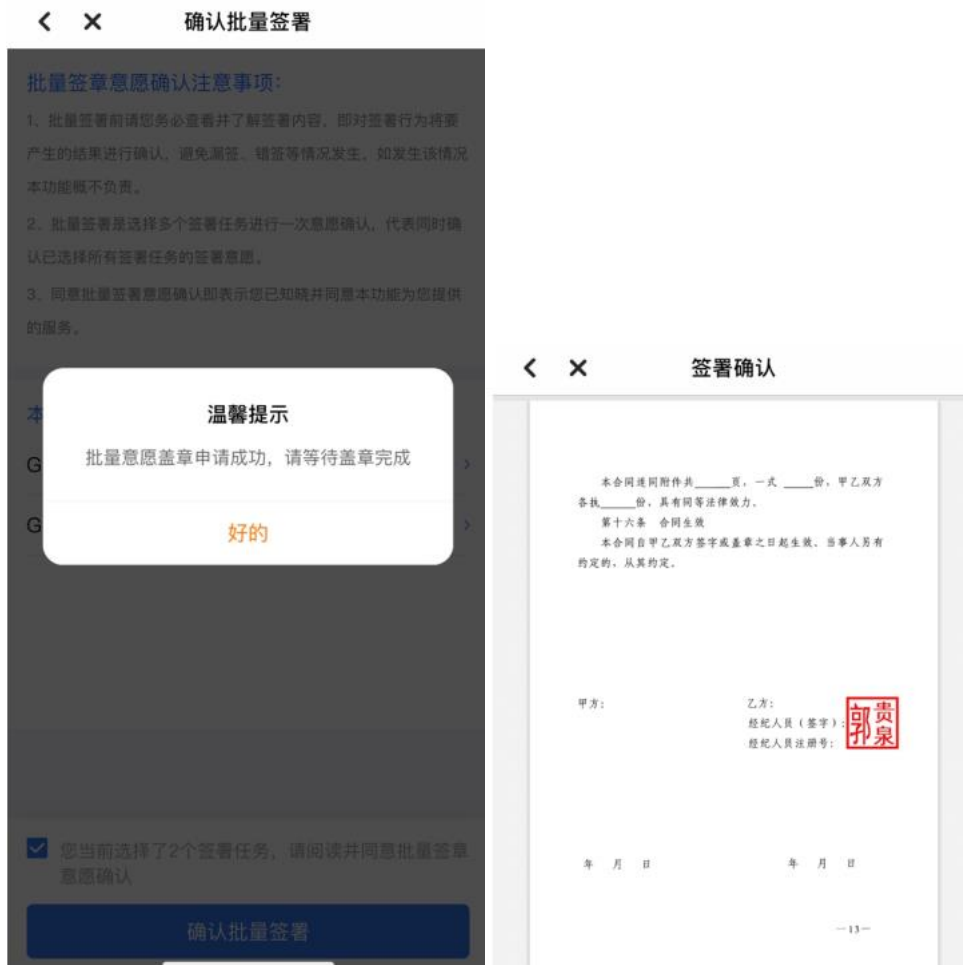 确认批量签署
批量签章意愿确认注意事项：
1、批量签署前请您务必查看并了解签署内容，即对签署行为将要
产生的结果进行确认，避免漏签、错签等情况发生，如发生该情况
本功能概不负责。
2、批量签署是选择多个签署任务进行一次意愿确认，代表同时确
认已选择所有签署任务的签署意愿。
3、同意批量签署意愿确认即表示您已知晓并同意本功能为您提供
的服务。
本
温馨提示
批量意愿盖章申请成功，请等待盖章完成
G
G
好的
您当前选择了2个签署任务，请阅读并同意批量签章
意愿确认
确认批量签署
签署确认
本合同连同附件共______页，一式 _____份，甲乙双方
各执______份，具有同等法律效力。
第十六条 合同生效
本合同自甲乙双方签字或盖章之日起生效。当事人另有
约定的，从其约定。
甲方： 乙方：
经纪人员（签字）：
经纪人员注册号：
郭贵泉
年 月 日 年 月 日
—13—